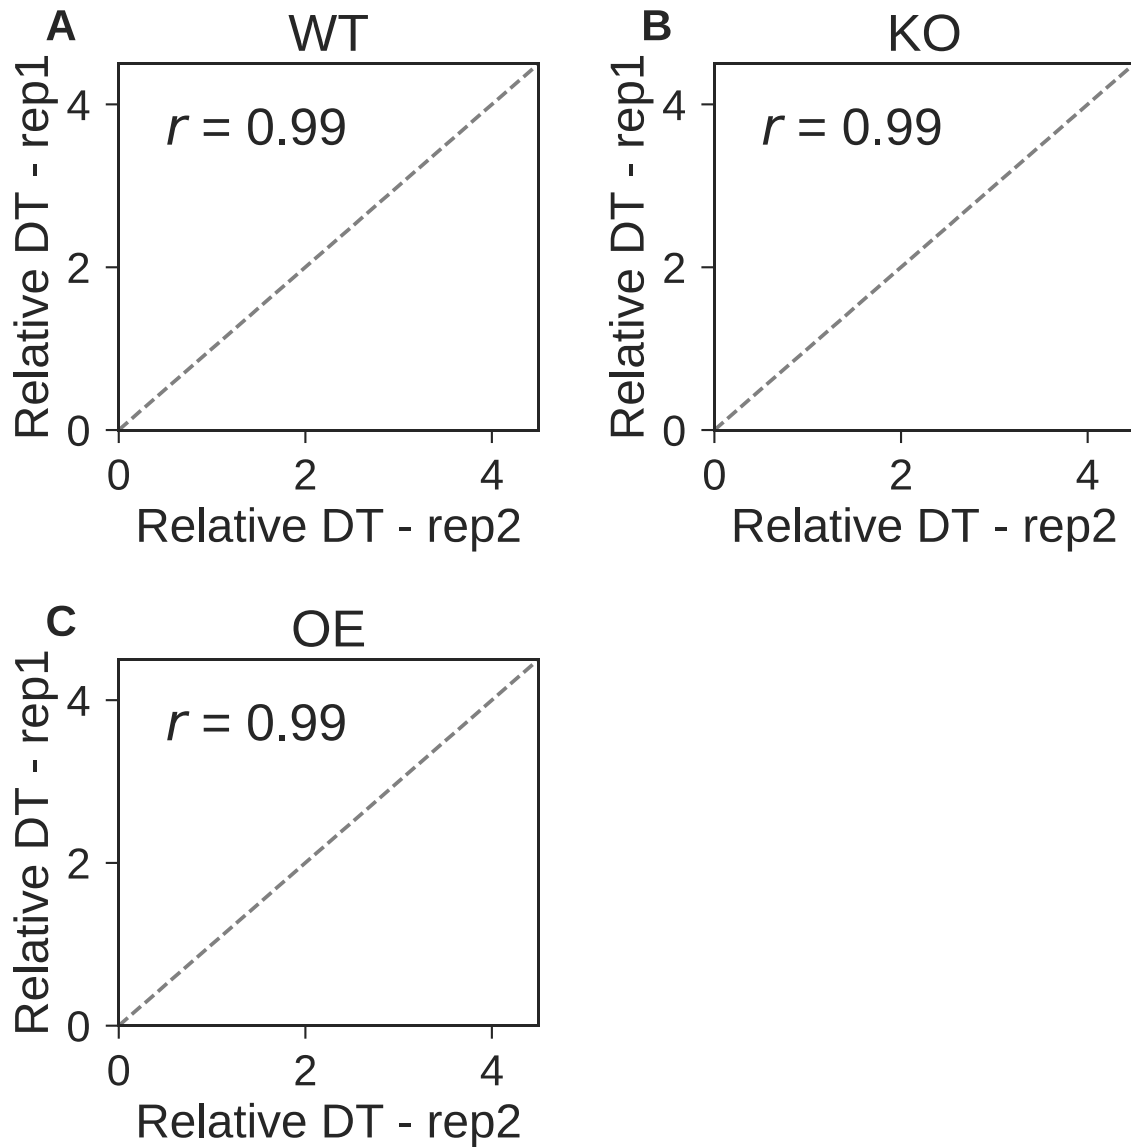 A
WT
Relative DT - rep1
r = 0.99
4
2
0
0 2 4
Relative DT - rep2
B
KO
Relative DT - rep1
r = 0.99
4
2
0
0 2 4
Relative DT - rep2
C
OE
Relative DT - rep1
r = 0.99
4
2
0
0 2 4
Relative DT - rep2